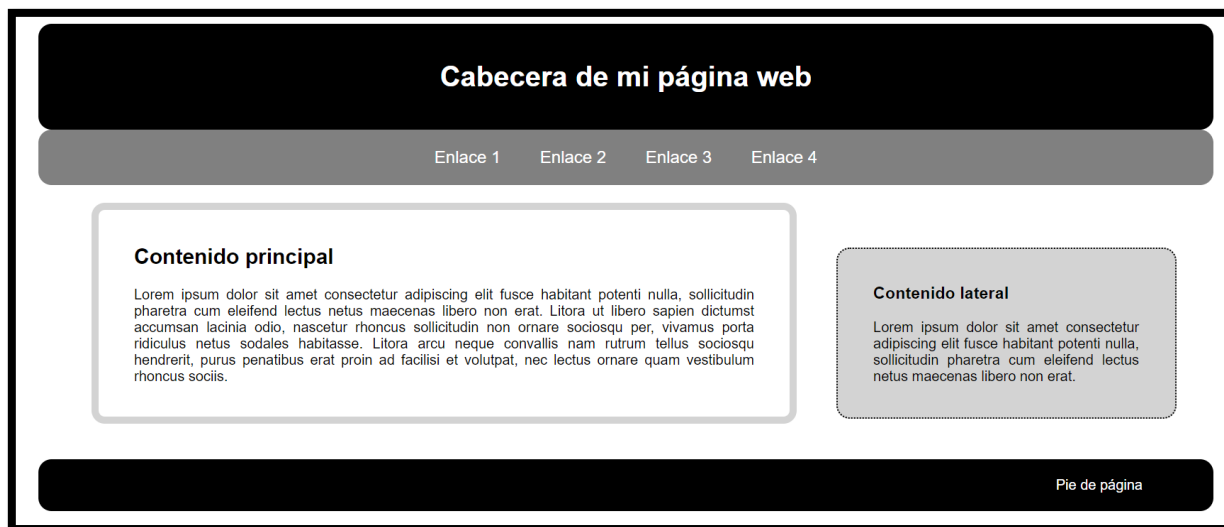 Cabecera de mi página web
Enlace 1 Enlace 2 Enlace 3 Enlace 4
Contenido principal
Lorem ipsum dolor sit amet consectetur adipiscing elit fusce habitant potenti nulla, sollicitudin
pharetra cum eleifend lectus netus maecenas libero non erat. Litora ut libero sapien dictumst
accumsan lacinia odio, nascetur rhoncus sollicitudin non ornare sociosqu per, vivamus porta
ridiculus netus sodales habitasse. Litora arcu neque convallis nam rutrum tellus sociosqu
hendrerit, purus penatibus erat proin ad facilisi et volutpat, nec lectus ornare quam vestibulum
rhoncus sociis.
Contenido lateral
Lorem ipsum dolor sit amet consectetur
adipiscing elit fusce habitant potenti nulla,
sollicitudin pharetra cum eleifend lectus
netus maecenas libero non erat.
Pie de página